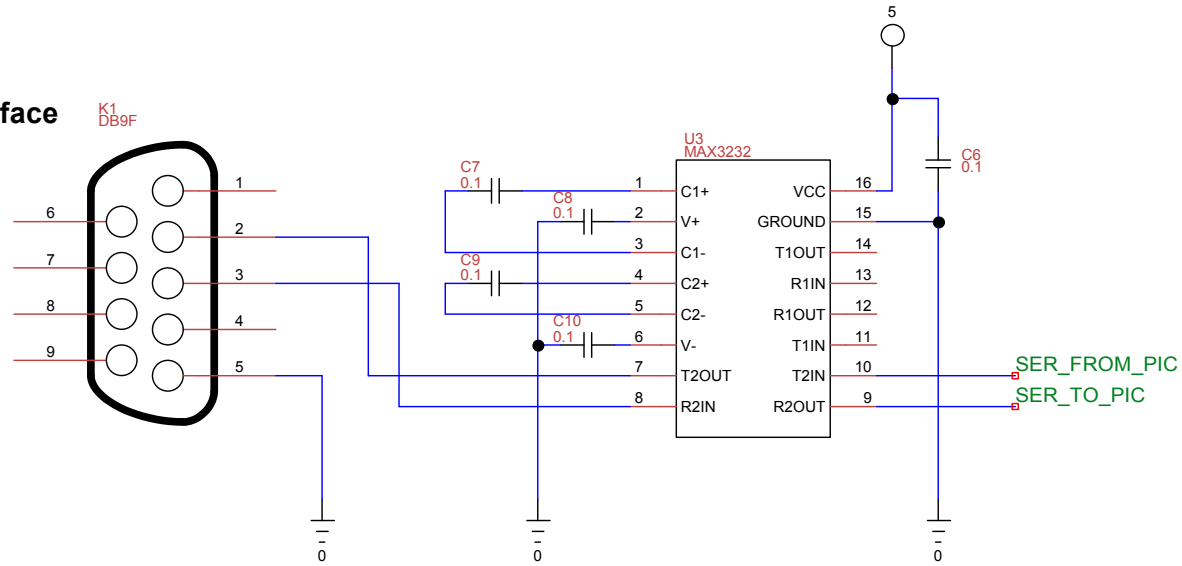 5
face
K1
DB9F
U3
MAX3232
C7
0.1
C6
0.1
1
6
2
7
3
8
4
9
5
C8
0.1
C9
0.1
C10
0.1
1 C1+ VCC 16
2 V+ GROUND 15
3 C1- T1OUT 14
4 C2+ R1IN 13
5 C2- R1OUT 12
6 V- T1IN 11
7 T2OUT T2IN 10
8 R2IN R2OUT 9
SER_FROM_PIC
SER_TO_PIC
0
0
0